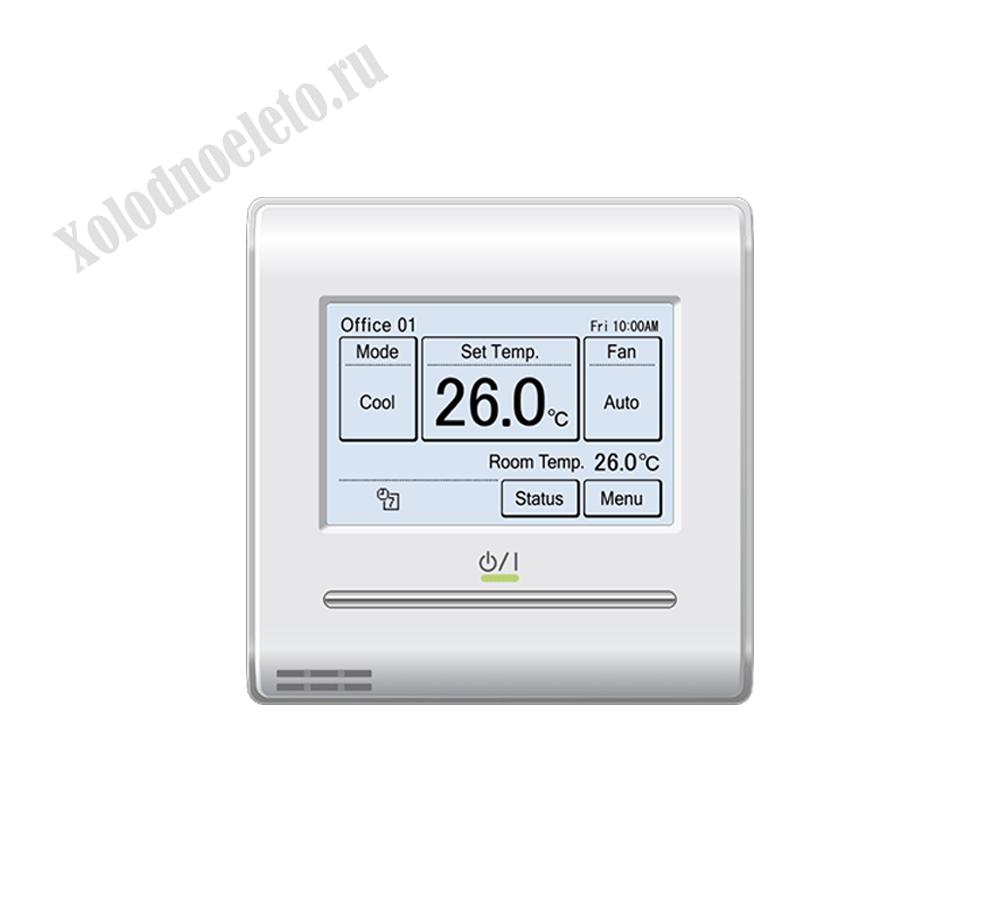 Xolodnoeleto.ru
Office 01 Fri 10:00AM
Mode Set Temp. Fan
Cool 26.0°C Auto
Room Temp. 26.0°C
7 Status Menu